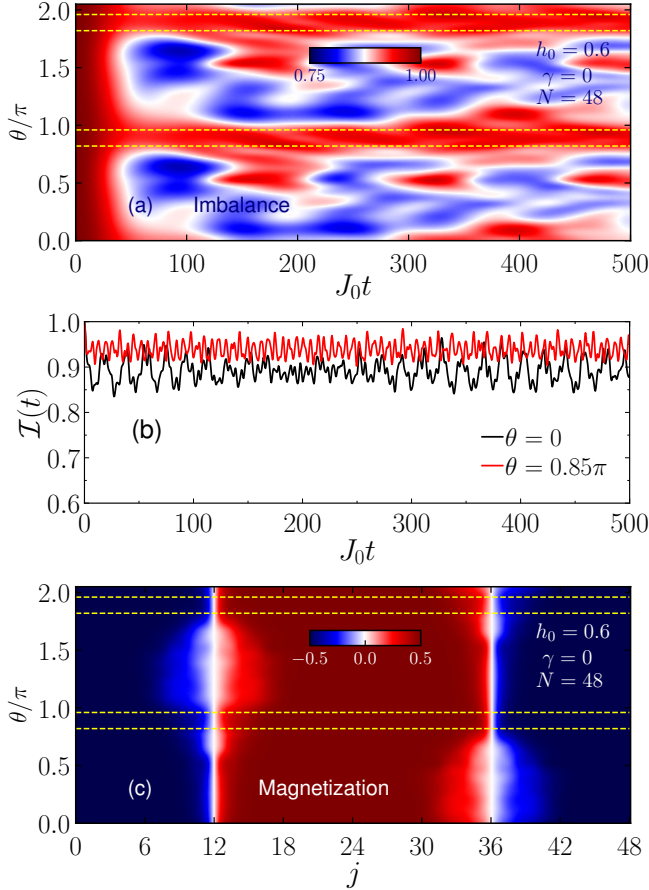 2.0
1.5
1.0
0.5
0.0
θ/π
0.75
1.00
h₀ = 0.6
γ = 0
N = 48
(a)
Imbalance
0
100
200
300
400
500
J₀t
1.0
0.9
0.8
0.7
0.6
ℐ(t)
(b)
θ = 0
θ = 0.85π
0
100
200
300
400
500
J₀t
2.0
1.5
1.0
0.5
0.0
θ/π
−0.5
0.0
0.5
h₀ = 0.6
γ = 0
N = 48
(c)
Magnetization
0
6
12
18
24
30
36
42
48
j